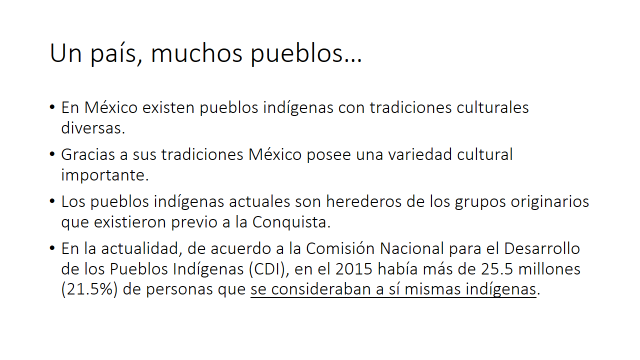 Un país, muchos pueblos...
• En México existen pueblos indígenas con tradiciones culturales
diversas.
• Gracias a sus tradiciones México posee una variedad cultural
importante.
• Los pueblos indígenas actuales son herederos de los grupos originarios
que existieron previo a la Conquista.
• En la actualidad, de acuerdo a la Comisión Nacional para el Desarrollo
de los Pueblos Indígenas (CDI), en el 2015 había más de 25.5 millones
(21.5%) de personas que se consideraban a sí mismas indígenas.